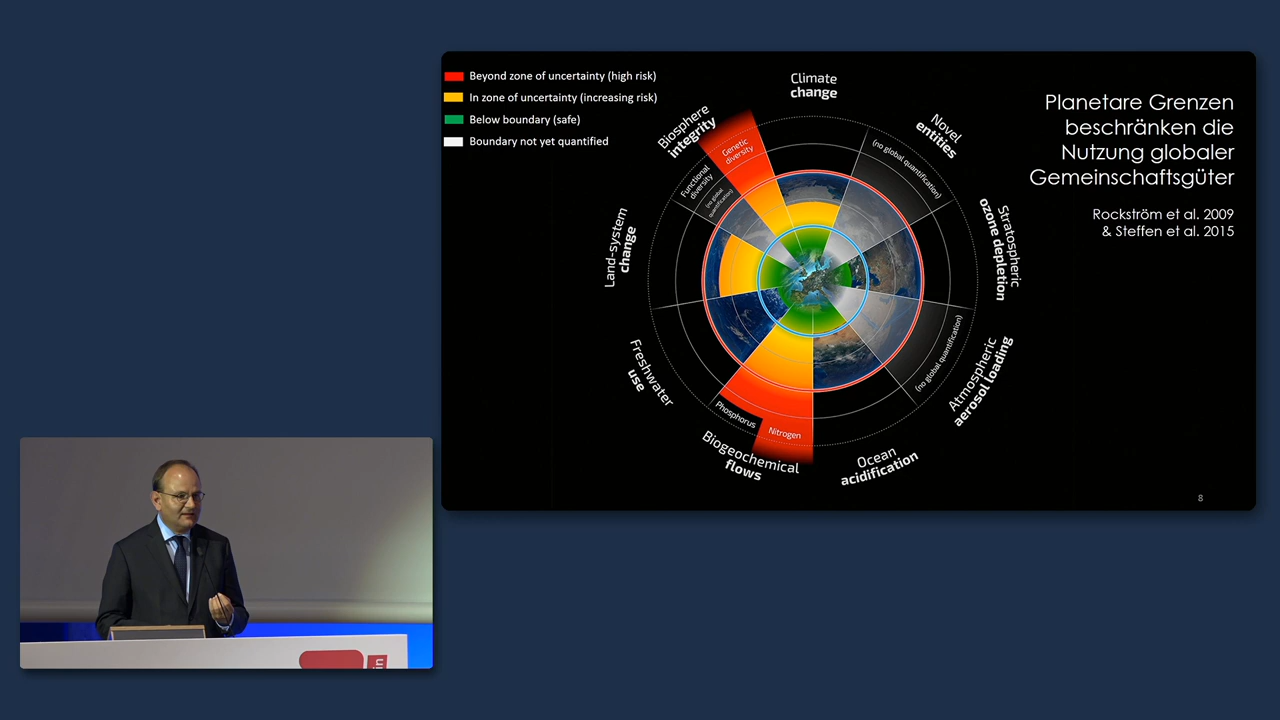 Beyond zone of uncertainty (high risk)
In zone of uncertainty (increasing risk)
Below boundary (safe)
Boundary not yet quantified
Planetare Grenzen
beschränken die
Nutzung globaler
Gemeinschaftsgüter
Rockström et al. 2009
& Steffen et al. 2015
Climate
change
Novel
entities
(no global quantification)
Stratospheric
ozone depletion
Atmospheric
aerosol loading
(no global quantification)
Ocean
acidification
Biogeochemical
flows
Phosphorus
Nitrogen
Freshwater
use
Land-system
change
Biosphere
integrity
Genetic
diversity
Functional
diversity
(no global
quantification)
8
in